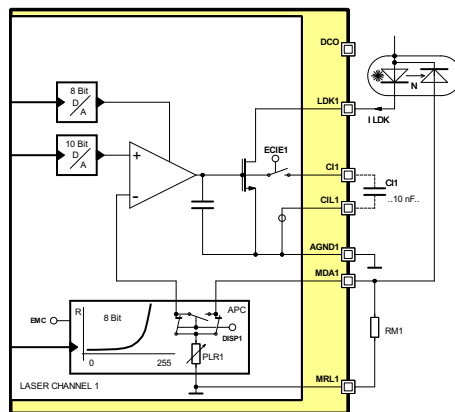 DCO
8 Bit
D
A
LDK1
N
I LDK
10 Bit
D
A
+
-
ECIE1
CI1
CI1
..10 nF..
CIL1
AGND1
MDA1
R
8 Bit
APC
EMC
DISP1
PLR1
RM1
0
255
MRL1
LASER CHANNEL 1